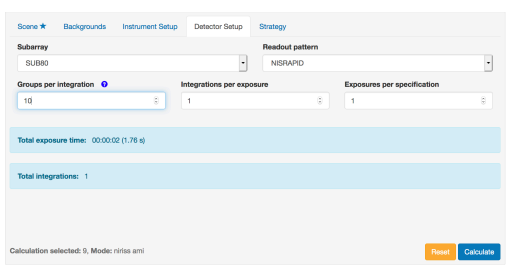 Scene ★ Backgrounds Instrument Setup Detector Setup Strategy
Subarray Readout pattern
SUB80 NISRAPID
Groups per integration ? Integrations per exposure Exposures per specification
10 1 1
Total exposure time: 00:00:02 (1.76 s)
Total integrations: 1
Calculation selected: 9, Mode: niriss ami Reset Calculate